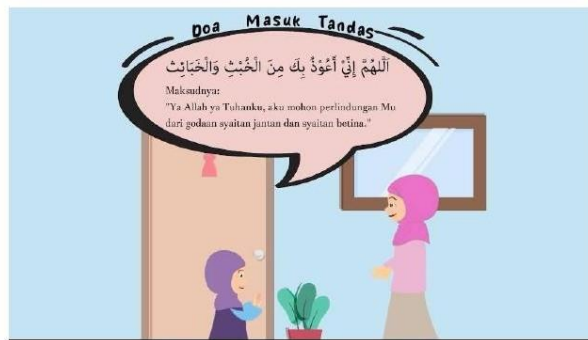 Doa Masuk Tandas
اَللّٰهُمَّ إِنِّيْ أَعُوْذُ بِكَ مِنَ الْخُبُثِ وَالْخَبَائِث
Maksudnya:
"Ya Allah ya Tuhanku, aku mohon perlindungan Mu
dari godaan syaitan jantan dan syaitan betina."